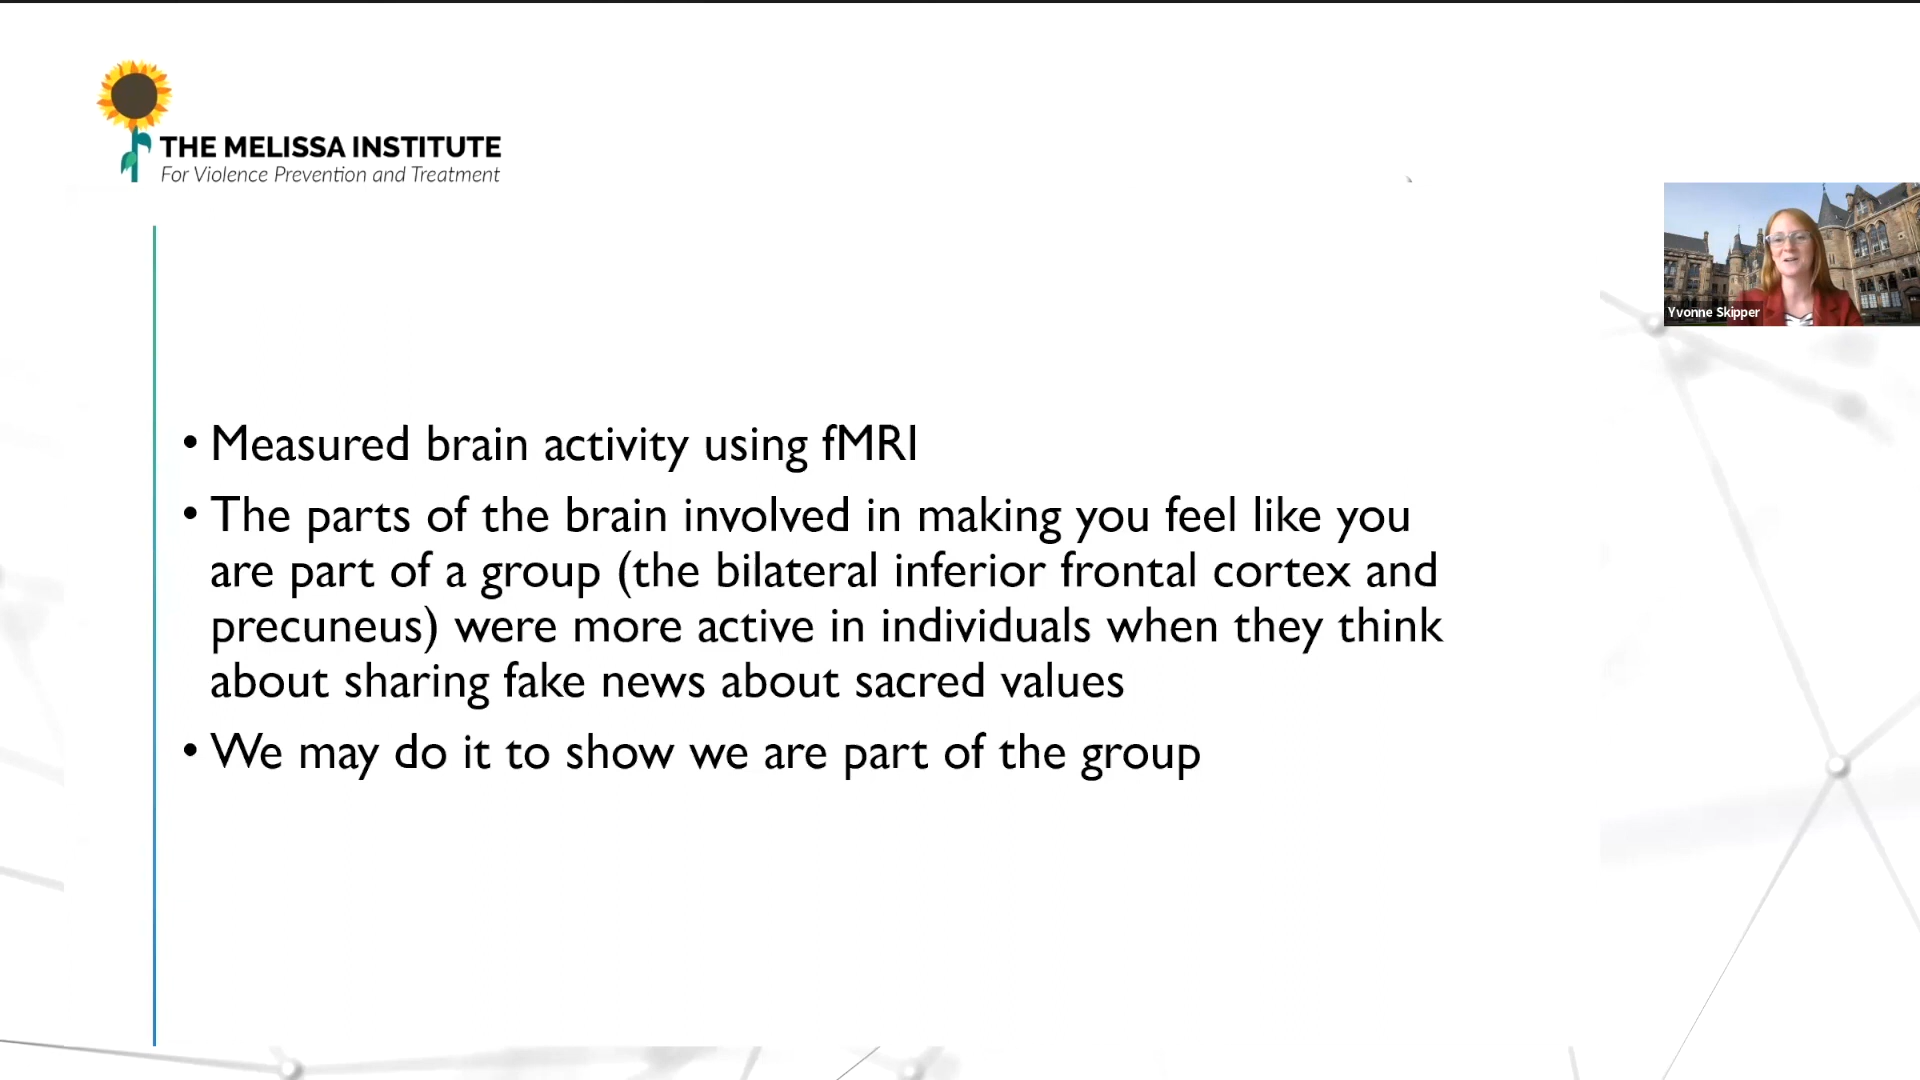 THE MELISSA INSTITUTE
For Violence Prevention and Treatment
Yvonne Skipper
• Measured brain activity using fMRI
• The parts of the brain involved in making you feel like you
are part of a group (the bilateral inferior frontal cortex and
precuneus) were more active in individuals when they think
about sharing fake news about sacred values
• We may do it to show we are part of the group